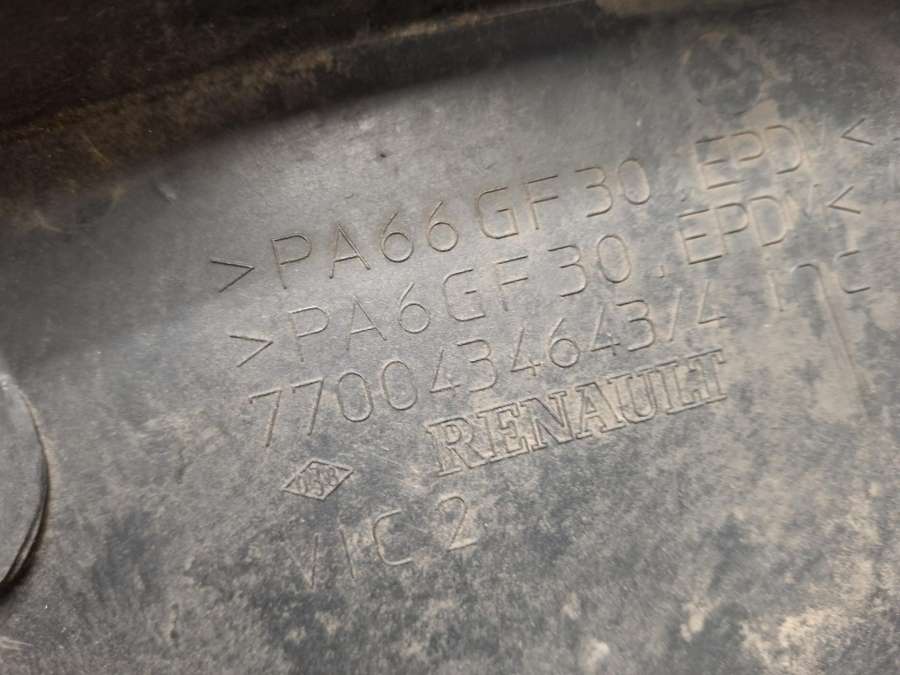 >PA66GF30.EPDM<
>PA6GF30.EPDM<
7700434643/4
RENAULT
VIC 2